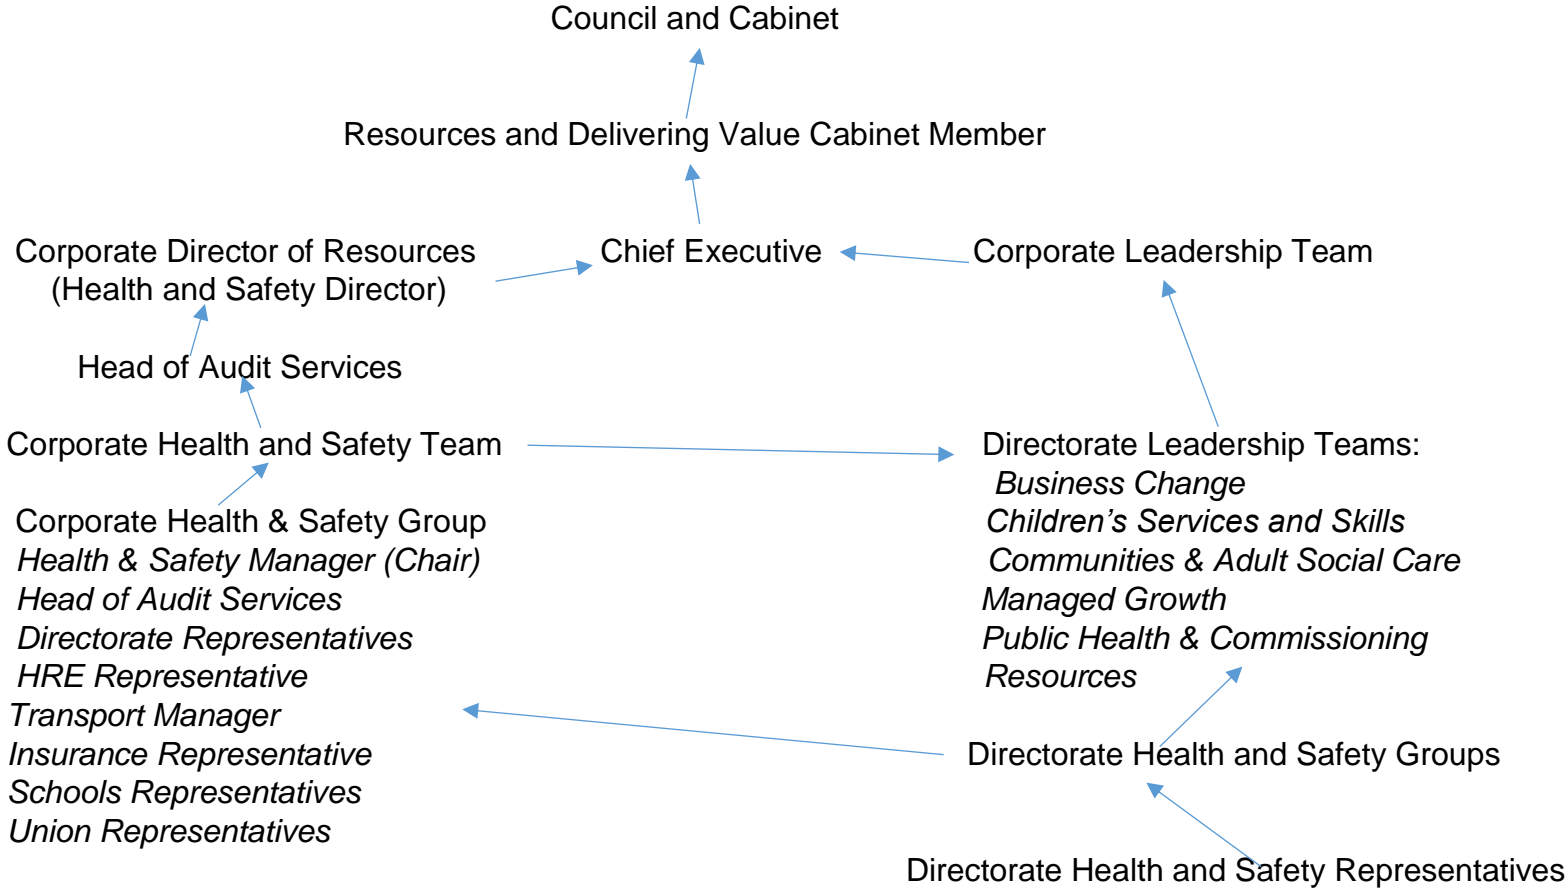 Council and Cabinet
Resources and Delivering Value Cabinet Member
Corporate Director of Resources
(Health and Safety Director)
Chief Executive
Corporate Leadership Team
Head of Audit Services
Corporate Health and Safety Team
Corporate Health & Safety Group
Health & Safety Manager (Chair)
Head of Audit Services
Directorate Representatives
HRE Representative
Transport Manager
Insurance Representative
Schools Representatives
Union Representatives
Directorate Leadership Teams:
Business Change
Children’s Services and Skills
Communities & Adult Social Care
Managed Growth
Public Health & Commissioning
Resources
Directorate Health and Safety Groups
Directorate Health and Safety Representatives